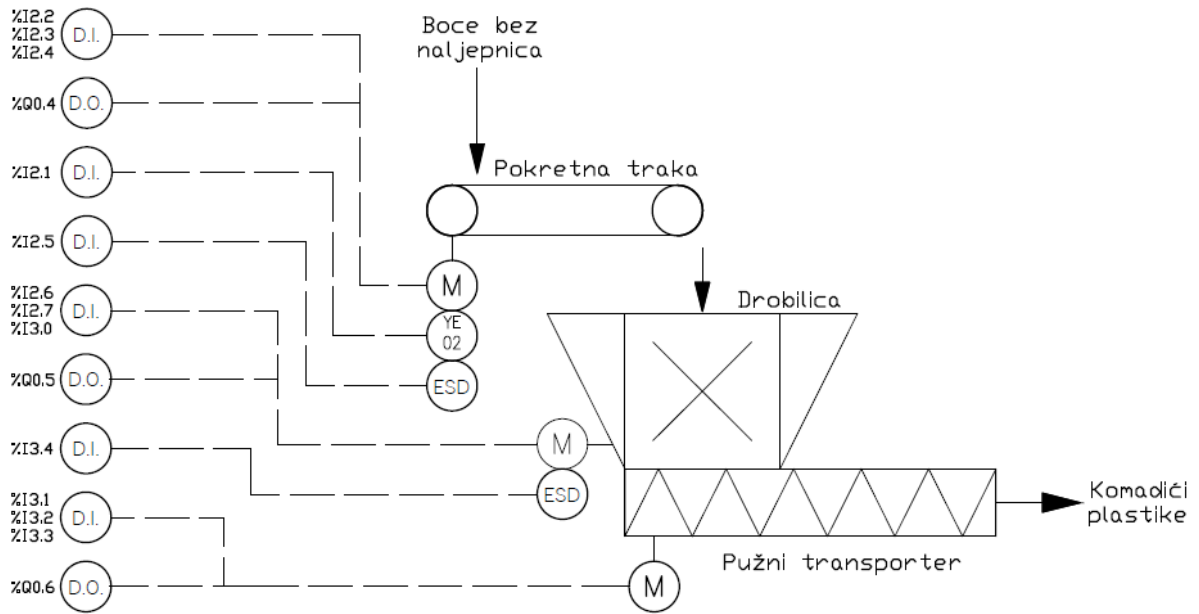 %I2.2
%I2.3
%I2.4
D.I.
Boce bez
naljepnica
%Q0.4
D.O.
%I2.1
D.I.
Pokretna traka
%I2.5
D.I.
M
%I2.6
%I2.7
%I3.0
D.I.
Drobilica
YE
02
%Q0.5
D.O.
ESD
%I3.4
D.I.
M
ESD
%I3.1
%I3.2
%I3.3
D.I.
Komadići
plastike
Pužni transporter
%Q0.6
D.O.
M